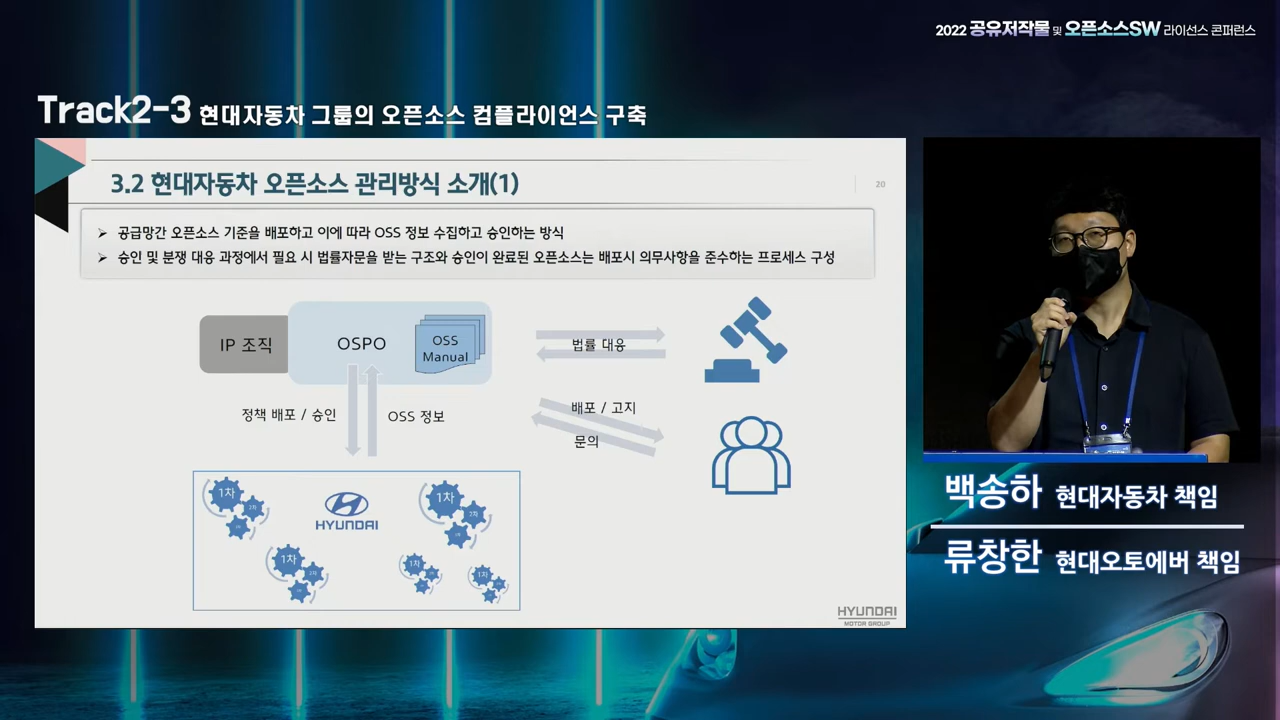 2022 공유저작물 및 오픈소스SW 라이선스 콘퍼런스
Track2-3 현대자동차 그룹의 오픈소스 컴플라이언스 구축
3.2 현대자동차 오픈소스 관리방식 소개(1)
20
➢ 공급망간 오픈소스 기준을 배포하고 이에 따라 OSS 정보 수집하고 승인하는 방식
➢ 승인 및 분쟁 대응 과정에서 필요 시 법률자문을 받는 구조와 승인이 완료된 오픈소스는 배포시 의무사항을 준수하는 프로세스 구성
IP 조직
OSPO
OSS
Manual
법률 대응
정책 배포 / 승인
OSS 정보
배포 / 고지
문의
1차
HYUNDAI
1차
1차
1차
1차
HYUNDAI
MOTOR GROUP
백송하 현대자동차 책임
류창한 현대오토에버 책임